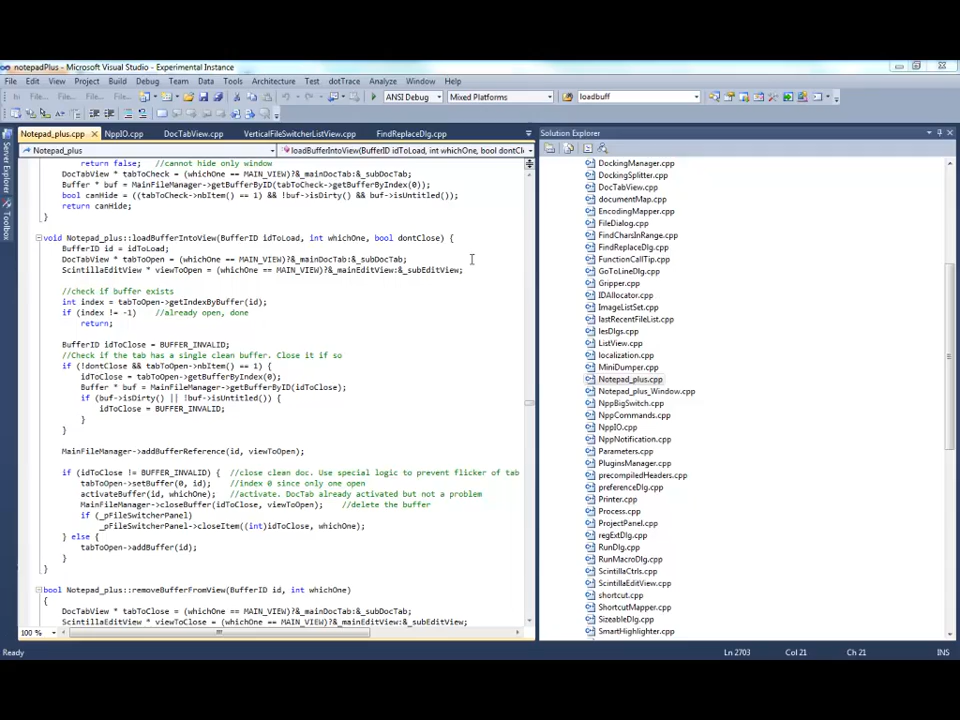 notepadPlus - Microsoft Visual Studio - Experimental Instance
File Edit View Project Build Debug Team Data Tools Architecture Test dotTrace Analyze Window Help
File... File... File... ANSI Debug Mixed Platforms loadbuff
Notepad_plus.cpp NppIO.cpp DocTabView.cpp VerticalFileSwitcherListView.cpp FindReplaceDlg.cpp
Notepad_plus loadBufferIntoView(BufferID idToLoad, int whichOne, bool dontClo
return false; //cannot hide only window
DocTabView * tabToCheck = (whichOne == MAIN_VIEW)?&_mainDocTab:&_subDocTab;
Buffer * buf = MainFileManager->getBufferByID(tabToCheck->getBufferByIndex(0));
bool canHide = ((tabToCheck->nbItem() == 1) && !buf->isDirty() && buf->isUntitled());
return canHide;
}
void Notepad_plus::loadBufferIntoView(BufferID idToLoad, int whichOne, bool dontClose) {
BufferID id = idToLoad;
DocTabView * tabToOpen = (whichOne == MAIN_VIEW)?&_mainDocTab:&_subDocTab;
ScintillaEditView * viewToOpen = (whichOne == MAIN_VIEW)?&_mainEditView:&_subEditView;
//check if buffer exists
int index = tabToOpen->getIndexByBuffer(id);
if (index != -1) //already open, done
return;
BufferID idToClose = BUFFER_INVALID;
//Check if the tab has a single clean buffer. Close it if so
if (!dontClose && tabToOpen->nbItem() == 1) {
idToClose = tabToOpen->getBufferByIndex(0);
Buffer * buf = MainFileManager->getBufferByID(idToClose);
if (buf->isDirty() || !buf->isUntitled()) {
idToClose = BUFFER_INVALID;
}
}
MainFileManager->addBufferReference(id, viewToOpen);
if (idToClose != BUFFER_INVALID) { //close clean doc. Use special logic to prevent flicker of tab
tabToOpen->setBuffer(0, id); //index 0 since only one open
activateBuffer(id, whichOne); //activate. DocTab already activated but not a problem
MainFileManager->closeBuffer(idToClose, viewToOpen); //delete the buffer
if (_pFileSwitcherPanel)
_pFileSwitcherPanel->closeItem((int)idToClose, whichOne);
} else {
tabToOpen->addBuffer(id);
}
}
bool Notepad_plus::removeBufferFromView(BufferID id, int whichOne)
{
DocTabView * tabToClose = (whichOne == MAIN_VIEW)?&_mainDocTab:&_subDocTab;
ScintillaEditView * viewToClose = (whichOne == MAIN_VIEW)?&_mainEditView:&_subEditView;
100 %
Server Explorer
Toolbox
Solution Explorer
DockingManager.cpp
DockingSplitter.cpp
DocTabView.cpp
documentMap.cpp
EncodingMapper.cpp
FileDialog.cpp
FindCharsInRange.cpp
FindReplaceDlg.cpp
FunctionCallTip.cpp
GoToLineDlg.cpp
Gripper.cpp
IDAllocator.cpp
ImageListSet.cpp
lastRecentFileList.cpp
lesDlgs.cpp
ListView.cpp
localization.cpp
MiniDumper.cpp
Notepad_plus.cpp
Notepad_plus_Window.cpp
NppBigSwitch.cpp
NppCommands.cpp
NppIO.cpp
NppNotification.cpp
Parameters.cpp
PluginsManager.cpp
precompiledHeaders.cpp
preferenceDlg.cpp
Printer.cpp
Process.cpp
ProjectPanel.cpp
regExtDlg.cpp
RunDlg.cpp
RunMacroDlg.cpp
ScintillaCtrls.cpp
ScintillaEditView.cpp
shortcut.cpp
ShortcutMapper.cpp
SizeableDlg.cpp
SmartHighlighter.cpp
Ready Ln 2703 Col 21 Ch 21 INS